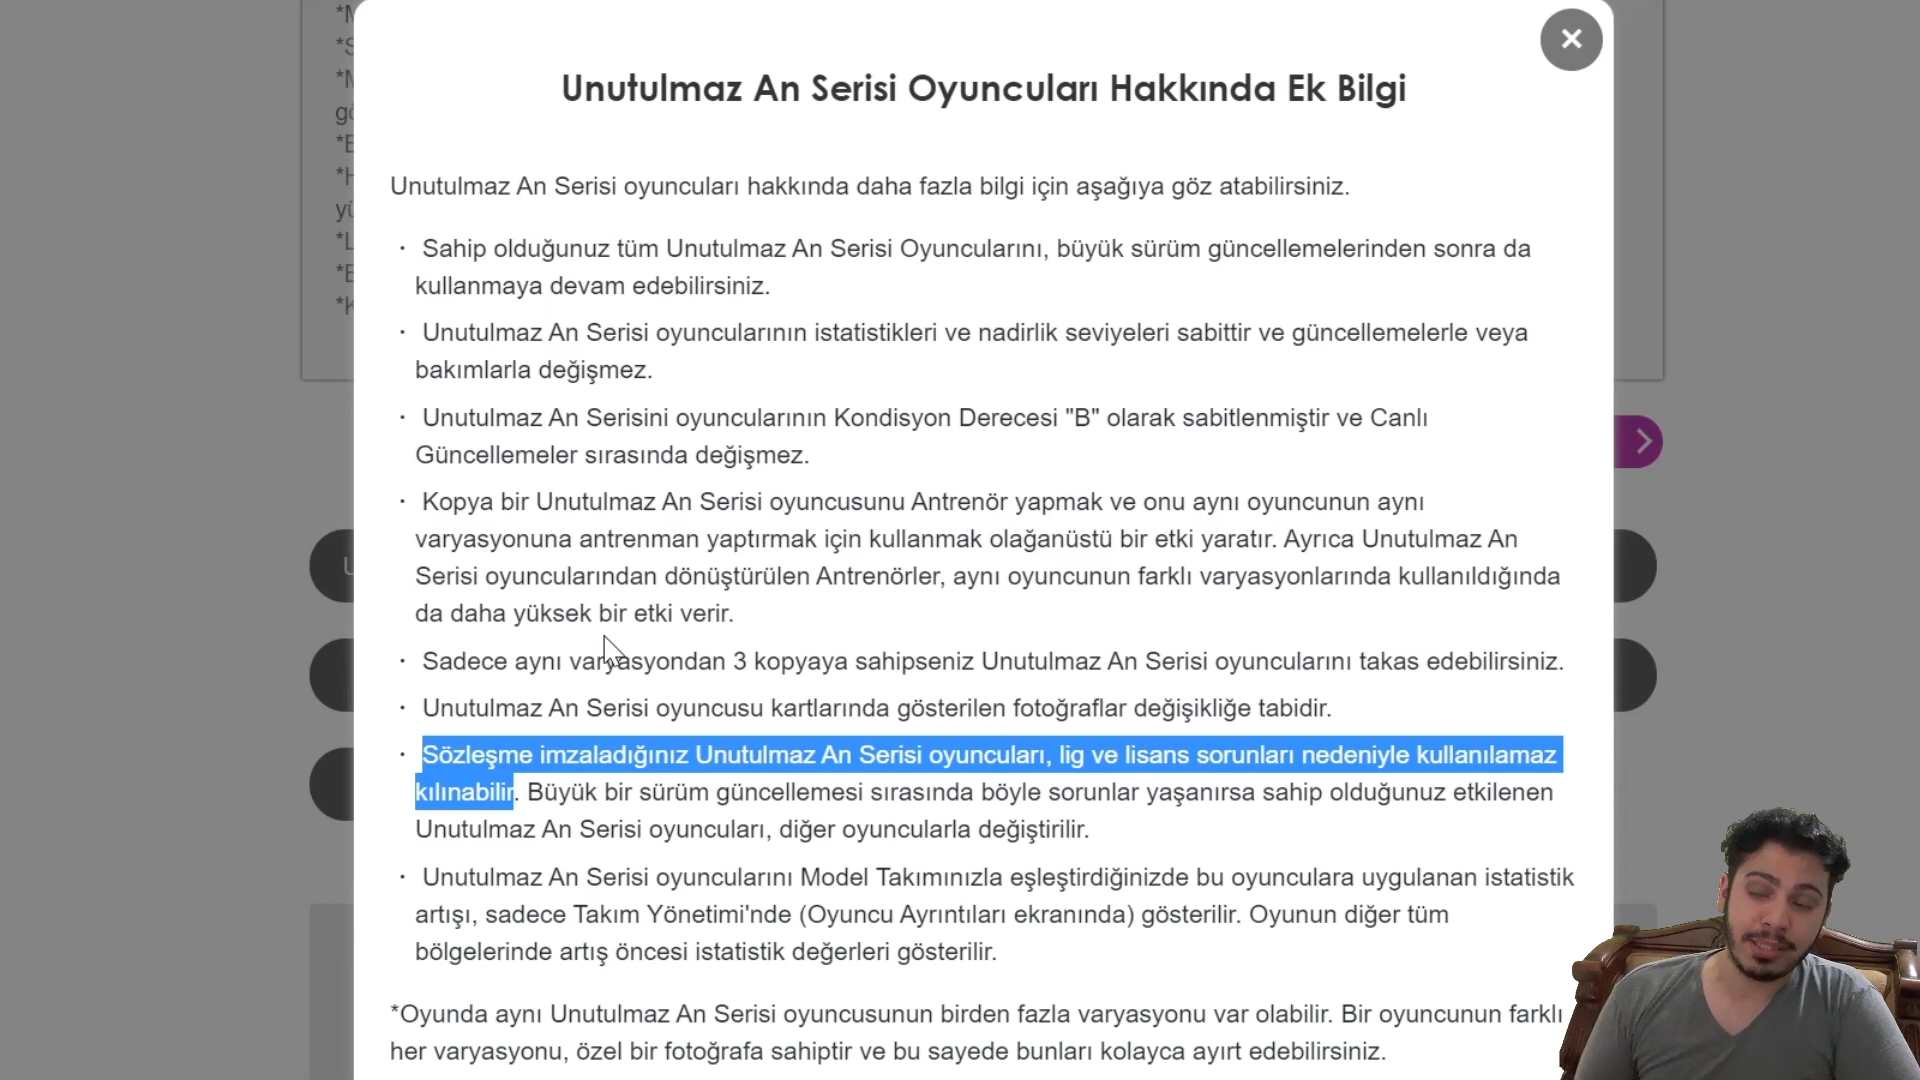 Unutulmaz An Serisi Oyuncuları Hakkında Ek Bilgi
Unutulmaz An Serisi oyuncuları hakkında daha fazla bilgi için aşağıya göz atabilirsiniz.
· Sahip olduğunuz tüm Unutulmaz An Serisi Oyuncularını, büyük sürüm güncellemelerinden sonra da
kullanmaya devam edebilirsiniz.
· Unutulmaz An Serisi oyuncularının istatistikleri ve nadirlik seviyeleri sabittir ve güncellemelerle veya
bakımlarla değişmez.
· Unutulmaz An Serisini oyuncularının Kondisyon Derecesi "B" olarak sabitlenmiştir ve Canlı
Güncellemeler sırasında değişmez.
· Kopya bir Unutulmaz An Serisi oyuncusunu Antrenör yapmak ve onu aynı oyuncunun aynı
varyasyonuna antrenman yaptırmak için kullanmak olağanüstü bir etki yaratır. Ayrıca Unutulmaz An
Serisi oyuncularından dönüştürülen Antrenörler, aynı oyuncunun farklı varyasyonlarında kullanıldığında
da daha yüksek bir etki verir.
· Sadece aynı varyasyondan 3 kopyaya sahipseniz Unutulmaz An Serisi oyuncularını takas edebilirsiniz.
· Unutulmaz An Serisi oyuncusu kartlarında gösterilen fotoğraflar değişikliğe tabidir.
· Sözleşme imzaladığınız Unutulmaz An Serisi oyuncuları, lig ve lisans sorunları nedeniyle kullanılamaz
kılınabilir. Büyük bir sürüm güncellemesi sırasında böyle sorunlar yaşanırsa sahip olduğunuz etkilenen
Unutulmaz An Serisi oyuncuları, diğer oyuncularla değiştirilir.
· Unutulmaz An Serisi oyuncularını Model Takımınızla eşleştirdiğinizde bu oyunculara uygulanan istatistik
artışı, sadece Takım Yönetimi'nde (Oyuncu Ayrıntıları ekranında) gösterilir. Oyunun diğer tüm
bölgelerinde artış öncesi istatistik değerleri gösterilir.
*Oyunda aynı Unutulmaz An Serisi oyuncusunun birden fazla varyasyonu var olabilir. Bir oyuncunun farklı
her varyasyonu, özel bir fotoğrafa sahiptir ve bu sayede bunları kolayca ayırt edebilirsiniz.